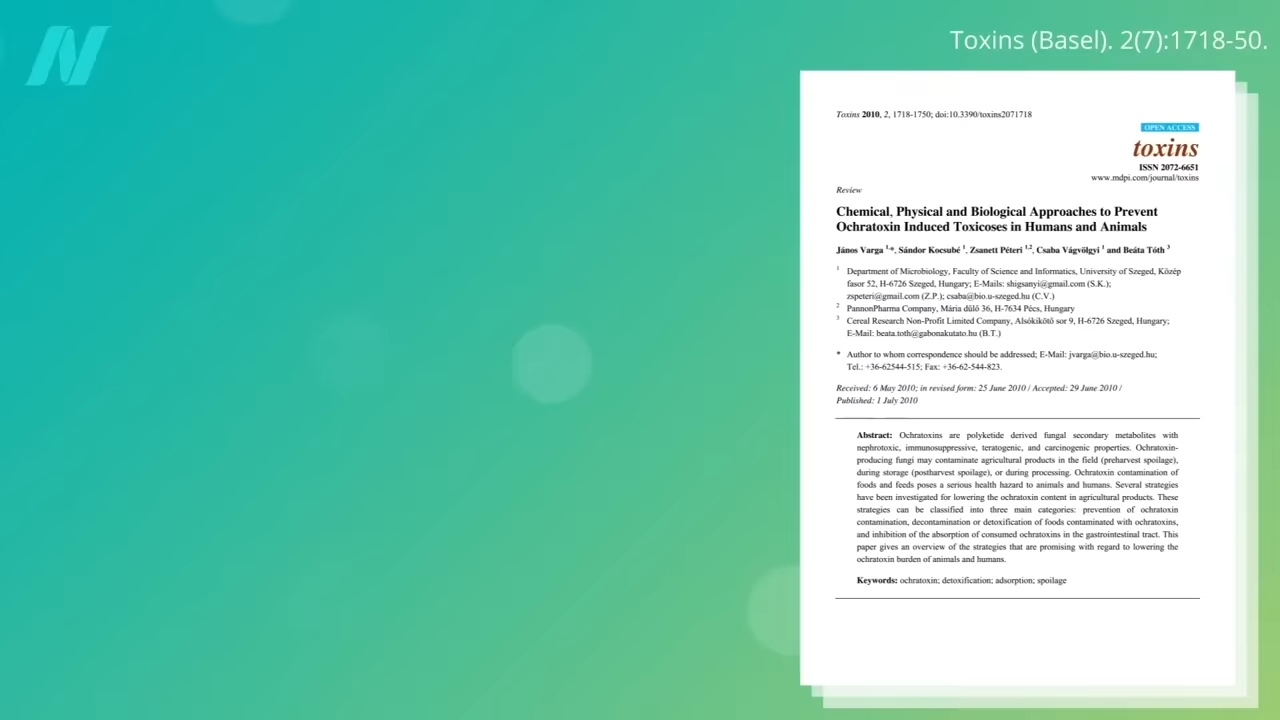 Toxins (Basel). 2(7):1718-50.
Toxins 2010, 2, 1718-1750; doi:10.3390/toxins2071718
OPEN ACCESS
toxins
ISSN 2072-6651
www.mdpi.com/journal/toxins
Review
Chemical, Physical and Biological Approaches to Prevent
Ochratoxin Induced Toxicoses in Humans and Animals
János Varga 1,*, Sándor Kocsubé 1, Zsanett Péteri 1,2, Csaba Vágvölgyi 1 and Beáta Tóth 3
1 Department of Microbiology, Faculty of Science and Informatics, University of Szeged, Közép
fasor 52, H-6726 Szeged, Hungary; E-Mails: shigsanyi@gmail.com (S.K.);
zspeteri@gmail.com (Z.P.); csaba@bio.u-szeged.hu (C.V.)
2 PannonPharma Company, Mária dűlő 36, H-7634 Pécs, Hungary
3 Cereal Research Non-Profit Limited Company, Alsókikötő sor 9, H-6726 Szeged, Hungary;
E-Mail: beata.toth@gabonakutato.hu (B.T.)
* Author to whom correspondence should be addressed; E-Mail: jvarga@bio.u-szeged.hu;
Tel.: +36-62544-515; Fax: +36-62-544-823.
Received: 6 May 2010; in revised form: 25 June 2010 / Accepted: 29 June 2010 /
Published: 1 July 2010
Abstract: Ochratoxins are polyketide derived fungal secondary metabolites with
nephrotoxic, immunosuppressive, teratogenic, and carcinogenic properties. Ochratoxin-
producing fungi may contaminate agricultural products in the field (preharvest spoilage),
during storage (postharvest spoilage), or during processing. Ochratoxin contamination of
foods and feeds poses a serious health hazard to animals and humans. Several strategies
have been investigated for lowering the ochratoxin content in agricultural products. These
strategies can be classified into three main categories: prevention of ochratoxin
contamination, decontamination or detoxification of foods contaminated with ochratoxins,
and inhibition of the absorption of consumed ochratoxins in the gastrointestinal tract. This
paper gives an overview of the strategies that are promising with regard to lowering the
ochratoxin burden of animals and humans.
Keywords: ochratoxin; detoxification; adsorption; spoilage